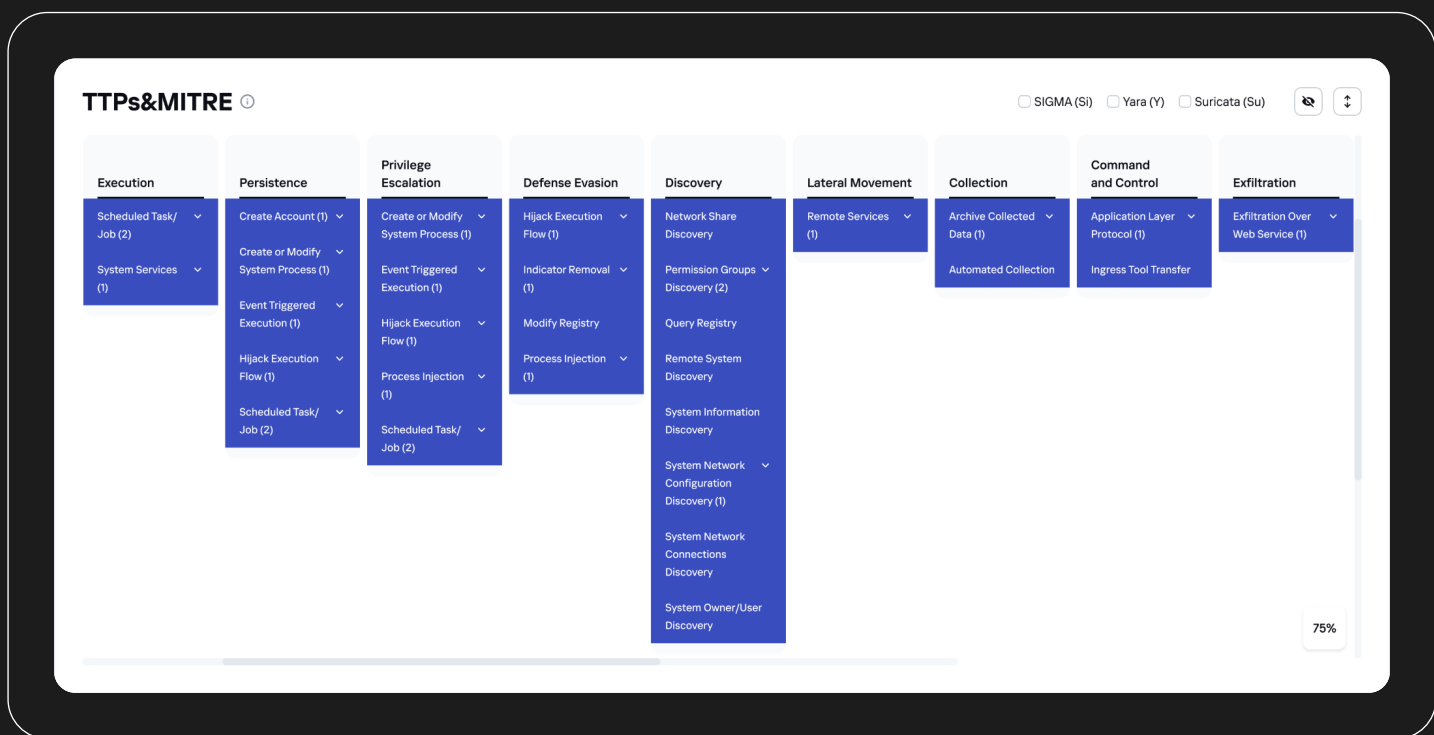 TTPs&MITRE
SIGMA (Si)
Yara (Y)
Suricata (Su)
Execution
Scheduled Task/
Job (2)
System Services
(1)
Persistence
Create Account (1)
Create or Modify
System Process (1)
Event Triggered
Execution (1)
Hijack Execution
Flow (1)
Scheduled Task/
Job (2)
Privilege
Escalation
Create or Modify
System Process (1)
Event Triggered
Execution (1)
Hijack Execution
Flow (1)
Process Injection
(1)
Scheduled Task/
Job (2)
Defense Evasion
Hijack Execution
Flow (1)
Indicator Removal
(1)
Modify Registry
Process Injection
(1)
Discovery
Network Share
Discovery
Permission Groups
Discovery (2)
Query Registry
Remote System
Discovery
System Information
Discovery
System Network
Configuration
Discovery (1)
System Network
Connections
Discovery
System Owner/User
Discovery
Lateral Movement
Remote Services
(1)
Collection
Archive Collected
Data (1)
Automated Collection
Command
and Control
Application Layer
Protocol (1)
Ingress Tool Transfer
Exfiltration
Exfiltration Over
Web Service (1)
75%